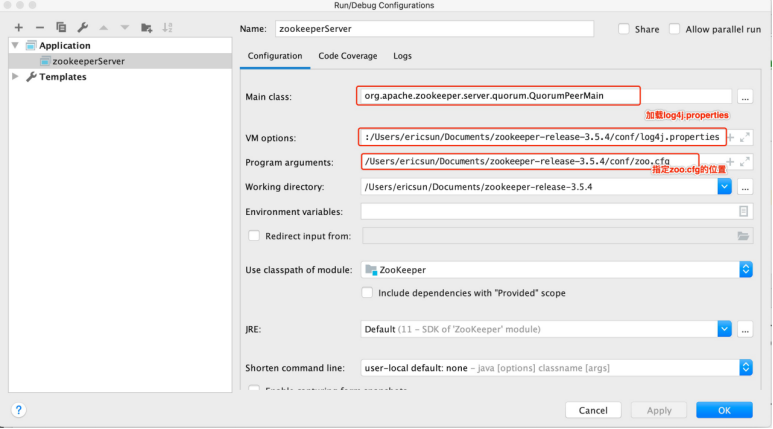 Run/Debug Configurations
Name: zookeeperServer
Share
Allow parallel run
Application
zookeeperServer
Templates
Configuration Code Coverage Logs
Main class: org.apache.zookeeper.server.quorum.QuorumPeerMain ...
加载log4j.properties
VM options: :/Users/ericsun/Documents/zookeeper-release-3.5.4/conf/log4j.properties
Program arguments: /Users/ericsun/Documents/zookeeper-release-3.5.4/conf/zoo.cfg
指定zoo.cfg的位置
Working directory: /Users/ericsun/Documents/zookeeper-release-3.5.4 ...
Environment variables:
Redirect input from:
Use classpath of module: ZooKeeper
Include dependencies with "Provided" scope
JRE: Default (11 – SDK of 'ZooKeeper' module) ...
Shorten command line: user-local default: none – java [options] classname [args]
? Cancel Apply OK